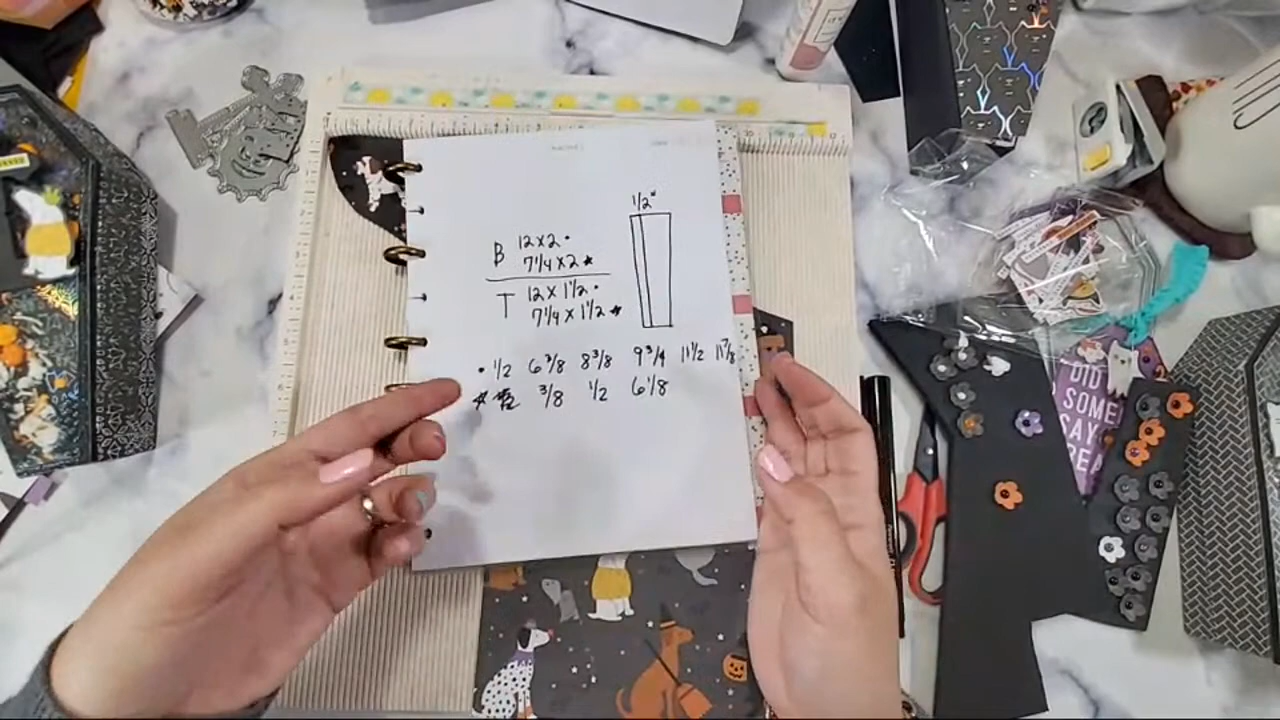 1/2"
B 12x2 •
7 1/4 x 2 ★
T 12 x 1 1/2 •
7 1/4 x 1 1/2 ★
• 1/2 6 3/8 8 3/8 9 3/4 11 1/2 11 7/8
★ 3/8 1/2 6 1/8
DID
SOME
SAY